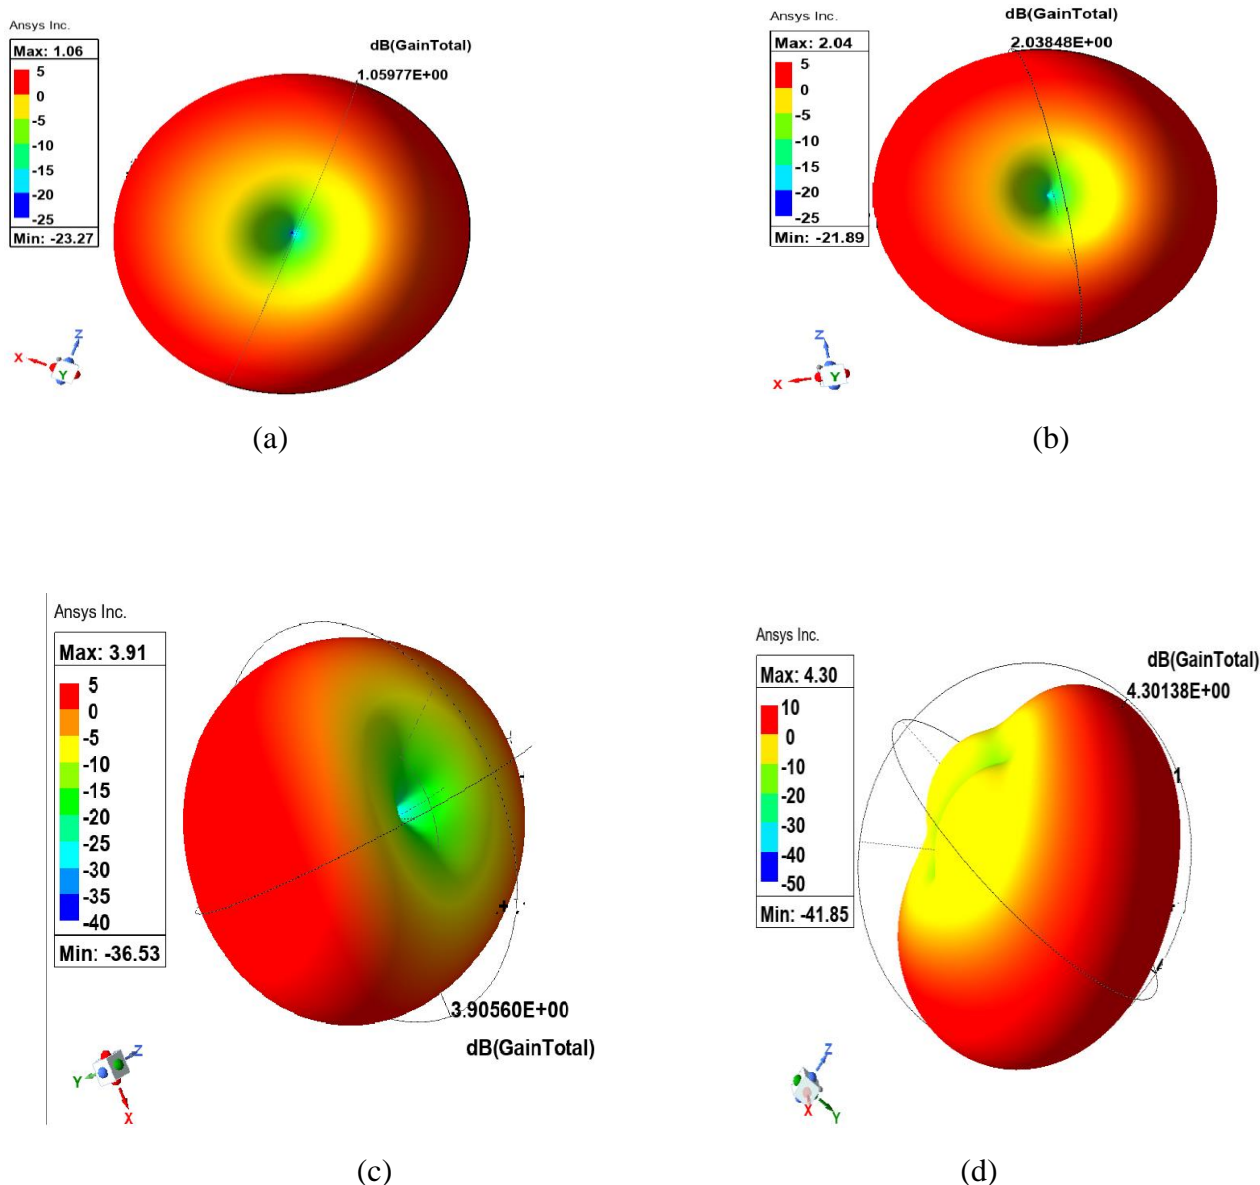 Ansys Inc.
Max: 1.06
5
0
-5
-10
-15
-20
-25
Min: -23.27
dB(GainTotal)
1.05977E+00
X
Z
Y
(a)
Ansys Inc.
Max: 2.04
5
0
-5
-10
-15
-20
-25
Min: -21.89
dB(GainTotal)
2.03848E+00
Z
X
Y
(b)
Ansys Inc.
Max: 3.91
5
0
-5
-10
-15
-20
-25
-30
-35
-40
Min: -36.53
3.90560E+00
dB(GainTotal)
Z
Y
X
(c)
Ansys Inc.
Max: 4.30
10
0
-10
-20
-30
-40
-50
Min: -41.85
dB(GainTotal)
4.30138E+00
Z
X
Y
(d)